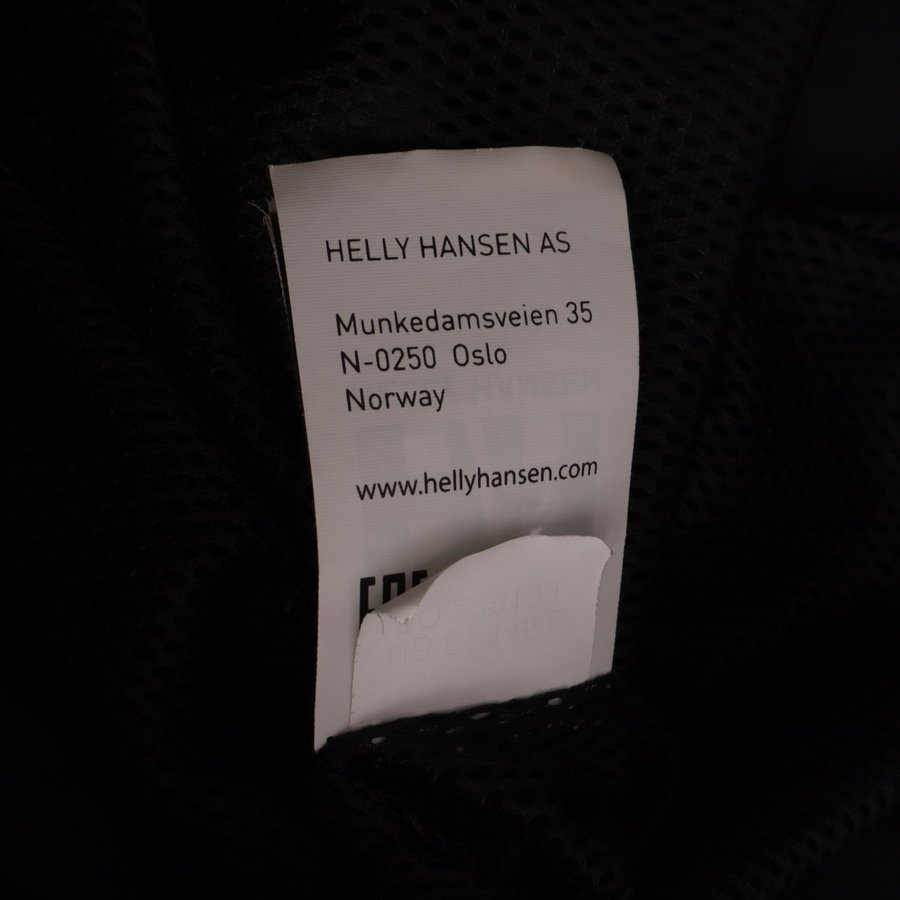 HELLY HANSEN AS
Munkedamsveien 35
N-0250 Oslo
Norway
www.hellyhansen.com